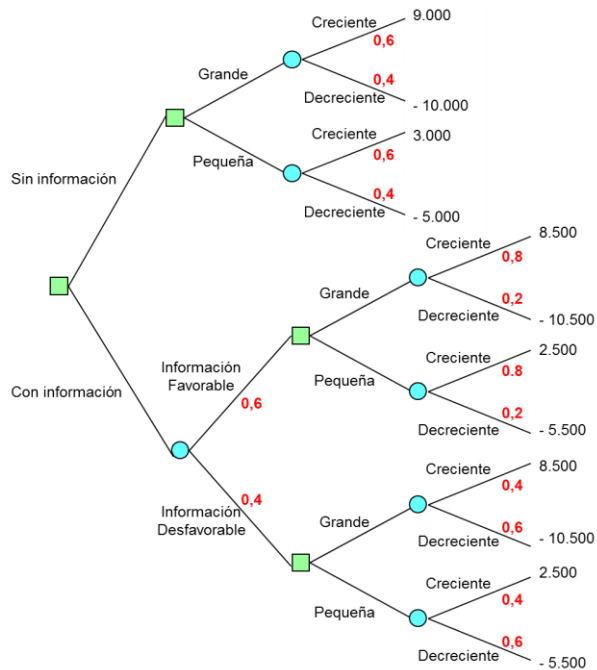 Creciente
9.000
0,6
Grande
0,4
Decreciente
- 10.000
Creciente
3.000
Sin información
Pequeña
0,6
0,4
Decreciente
- 5.000
Creciente
8.500
0,8
Grande
0,2
Decreciente
- 10.500
Información
Favorable
Creciente
2.500
0.8
Con información
0,6
Pequeña
0,2
Decreciente
- 5.500
Creciente
8.500
0,4
0,4
Información
Desfavorable
Grande
0,6
Decreciente
- 10.500
Creciente
2.500
0,4
Pequeña
0,6
Decreciente
- 5.500